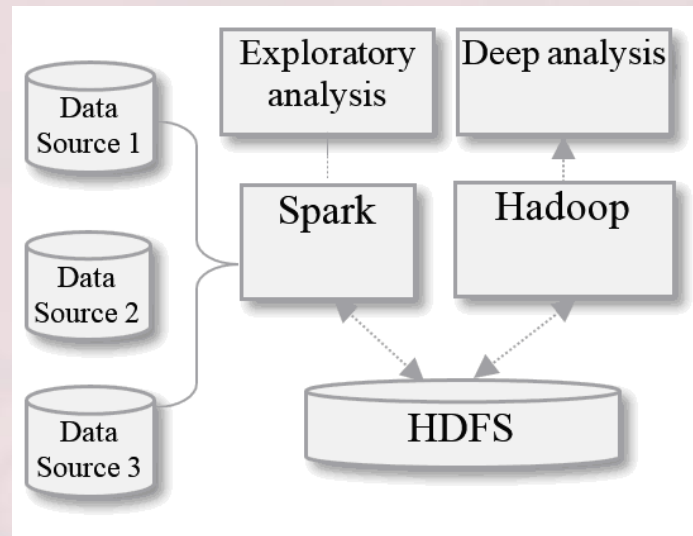 Exploratory
analysis
Deep analysis
Data
Source 1
Spark
Hadoop
Data
Source 2
Data
Source 3
HDFS